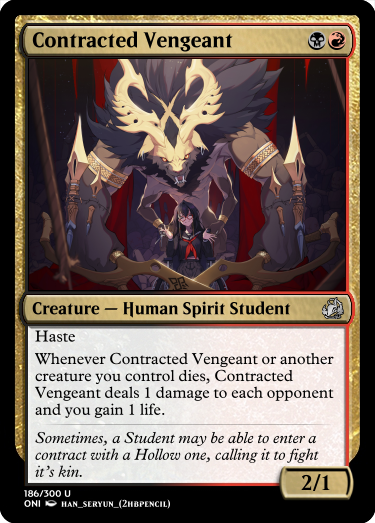 Contracted Vengeant
Creature — Human Spirit Student
Haste
Whenever Contracted Vengeant or another
creature you control dies, Contracted
Vengeant deals 1 damage to each opponent
and you gain 1 life.
Sometimes, a Student may be able to enter a
contract with a Hollow one, calling it to fight
it's kin.
2/1
186/300 U
ONI HAN_SERYUN_(2HBPENCIL)